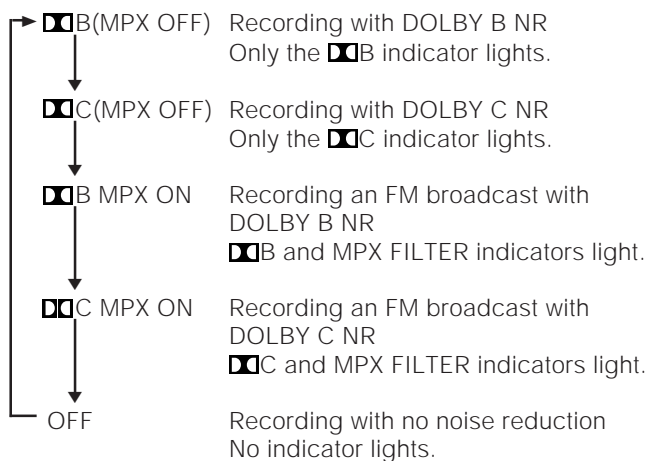 B(MPX OFF) Recording with DOLBY B NR
Only the B indicator lights.
C(MPX OFF) Recording with DOLBY C NR
Only the C indicator lights.
B MPX ON Recording an FM broadcast with
DOLBY B NR
B and MPX FILTER indicators light.
C MPX ON Recording an FM broadcast with
DOLBY C NR
C and MPX FILTER indicators light.
OFF Recording with no noise reduction
No indicator lights.